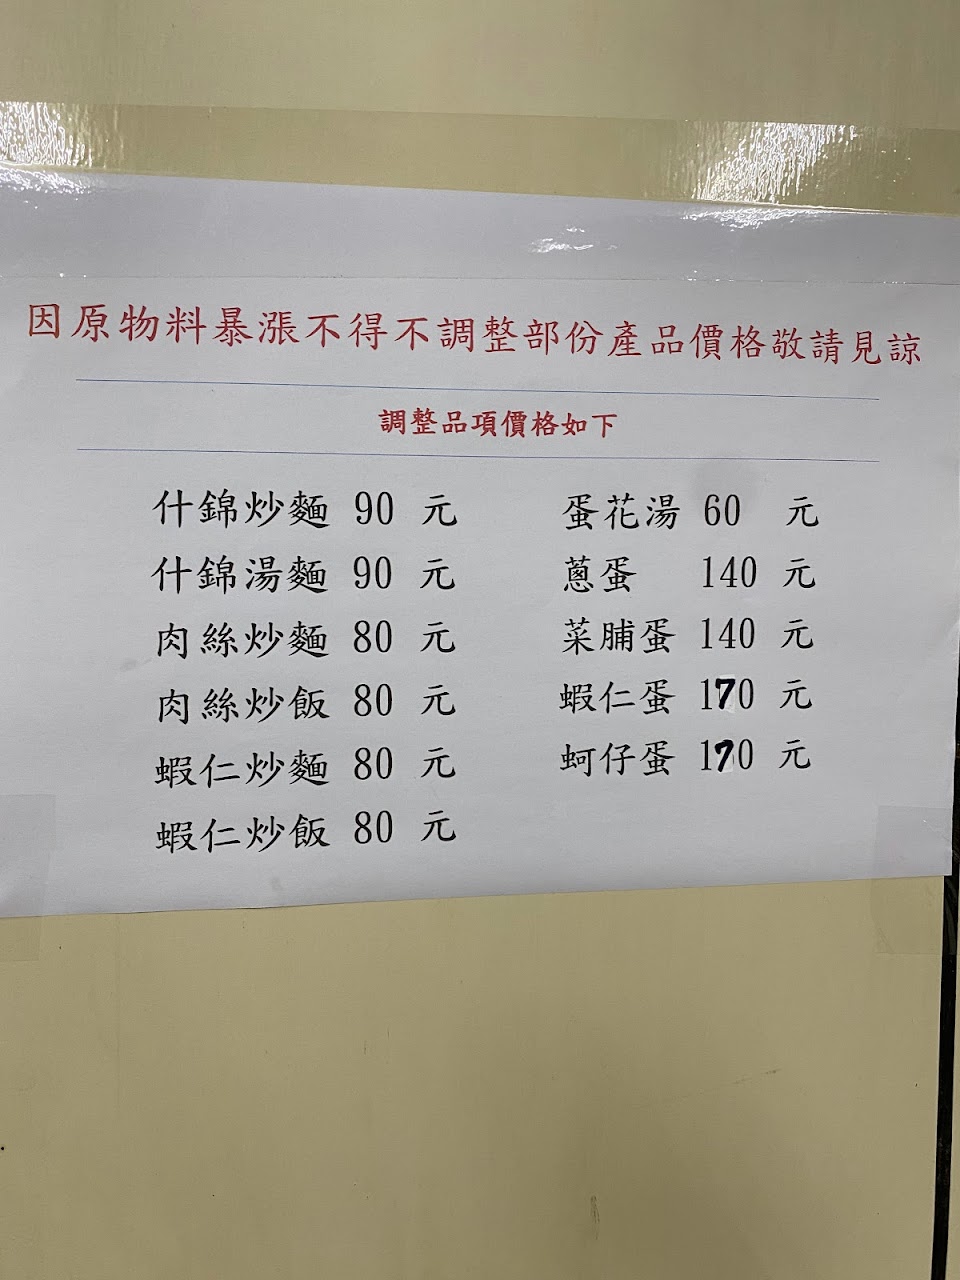 因原物料暴漲不得不調整部份產品價格敬請見諒
調整品項價格如下
什錦炒麵 90 元
什錦湯麵 90 元
肉絲炒麵 80 元
肉絲炒飯 80 元
蝦仁炒麵 80 元
蝦仁炒飯 80 元
蛋花湯 60 元
蔥蛋 140 元
菜脯蛋 140 元
蝦仁蛋 170 元
蚵仔蛋 170 元